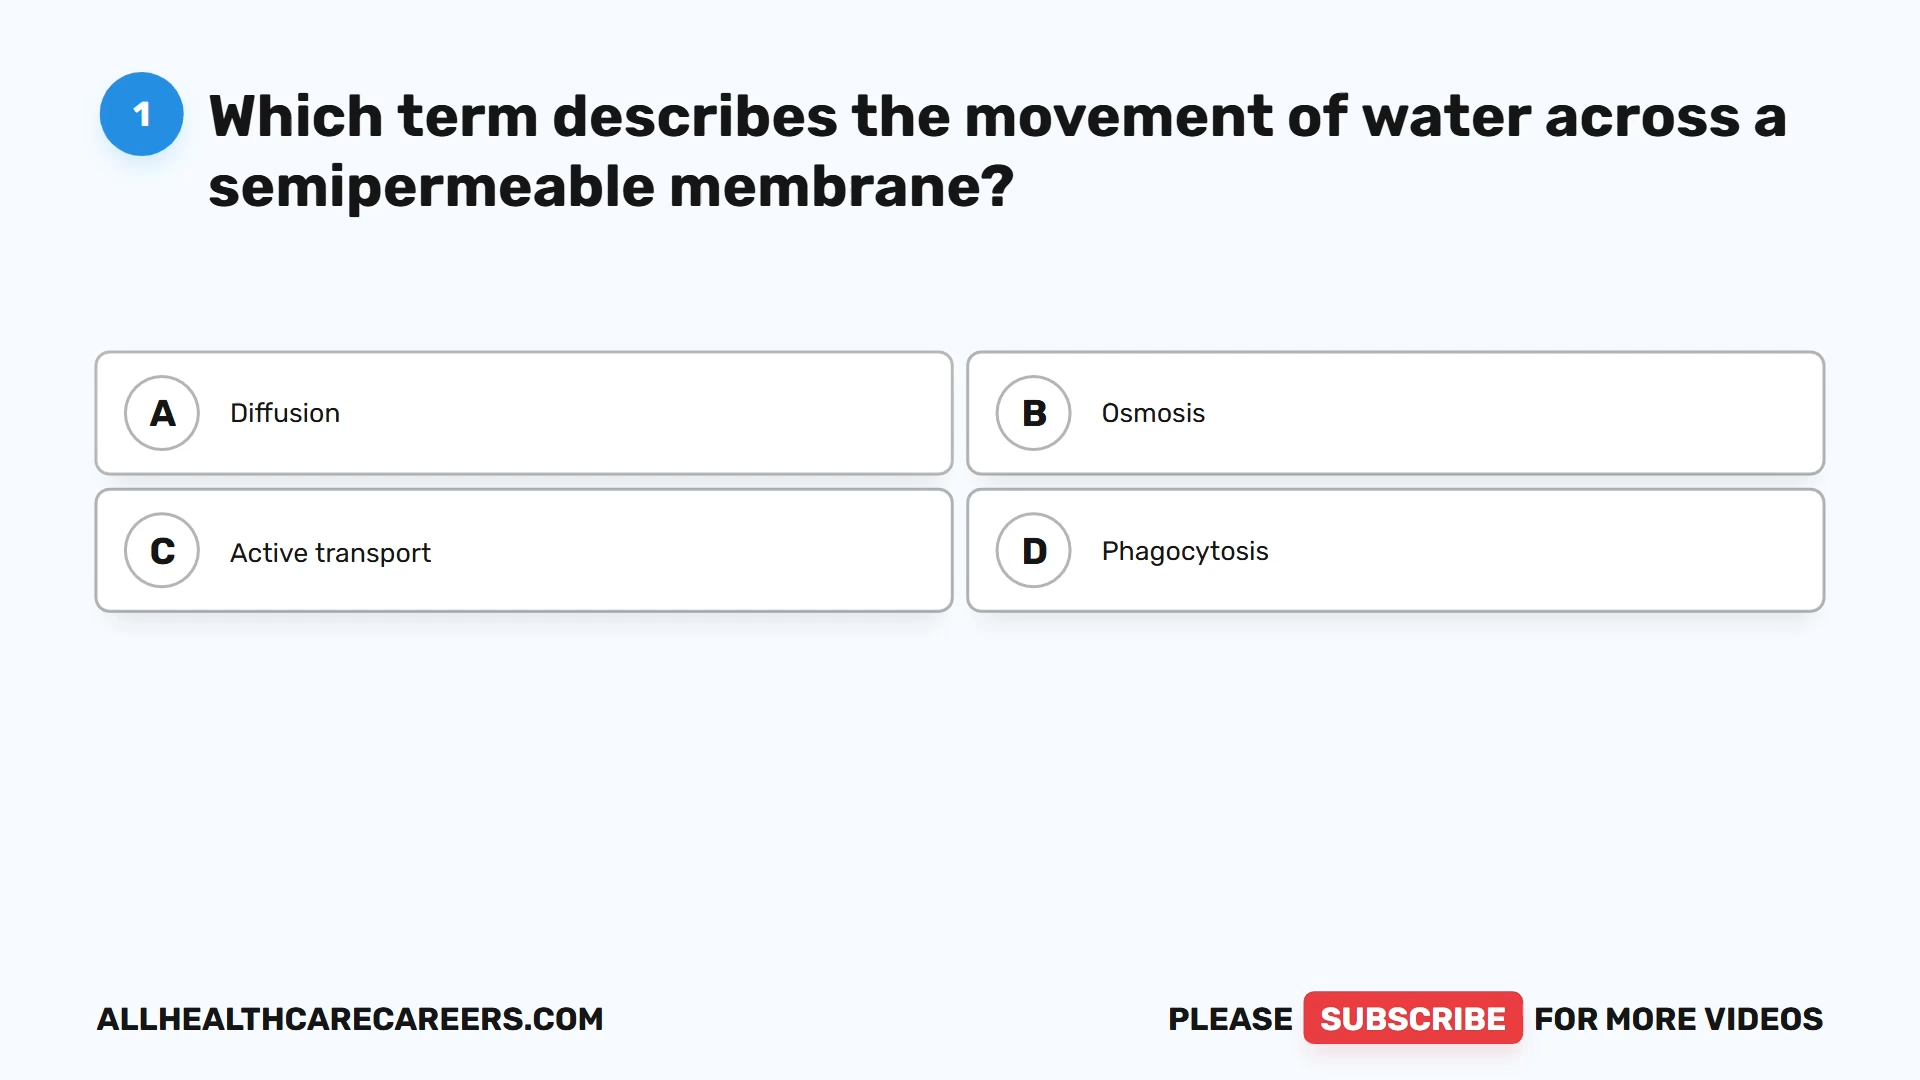 1
Which term describes the movement of water across a
semipermeable membrane?
A Diffusion
B Osmosis
C Active transport
D Phagocytosis
ALLHEALTHCARECAREERS.COM
PLEASE SUBSCRIBE FOR MORE VIDEOS